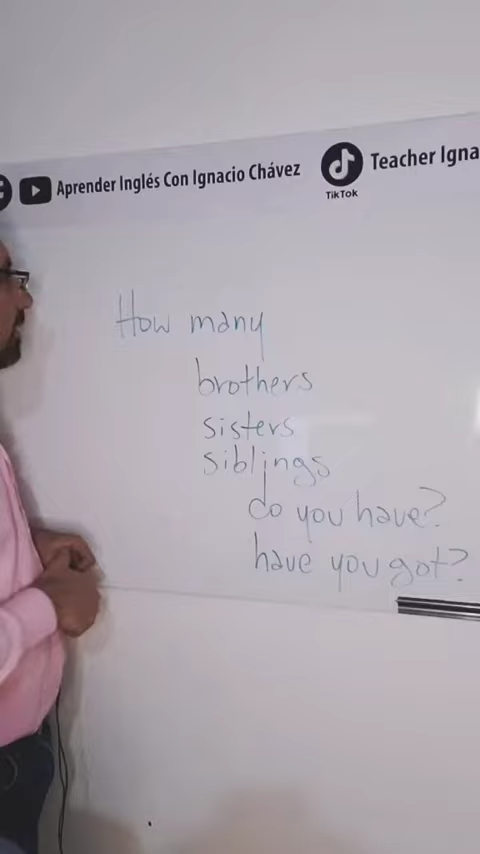 Aprender Inglés Con Ignacio Chávez
TikTok
Teacher Igna
How many
brothers
sisters
siblings
do you have?
have you got?